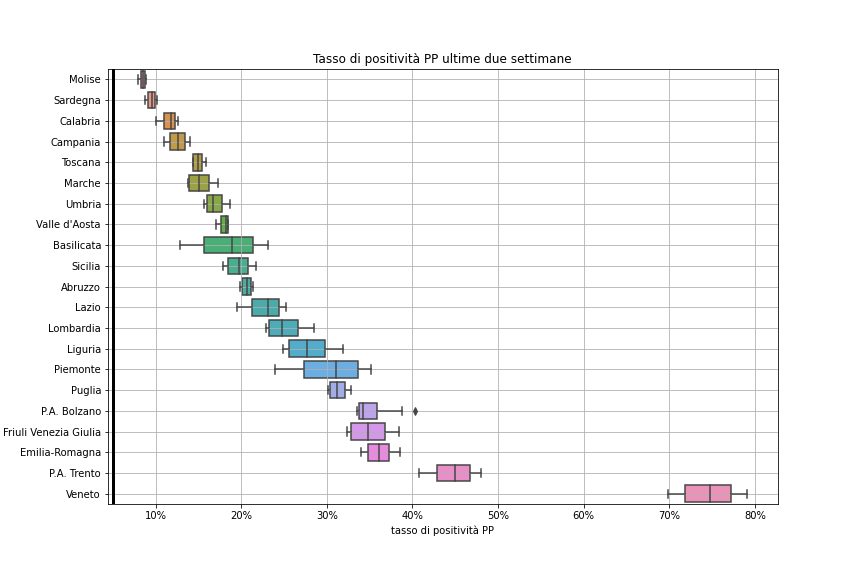 Tasso di positività PP ultime due settimane
Molise
Sardegna
Calabria
Campania
Toscana
Marche
Umbria
Valle d'Aosta
Basilicata
Sicilia
Abruzzo
Lazio
Lombardia
Liguria
Piemonte
Puglia
P.A. Bolzano
Friuli Venezia Giulia
Emilia-Romagna
P.A. Trento
Veneto
10% 20% 30% 40% 50% 60% 70% 80%
tasso di positività PP